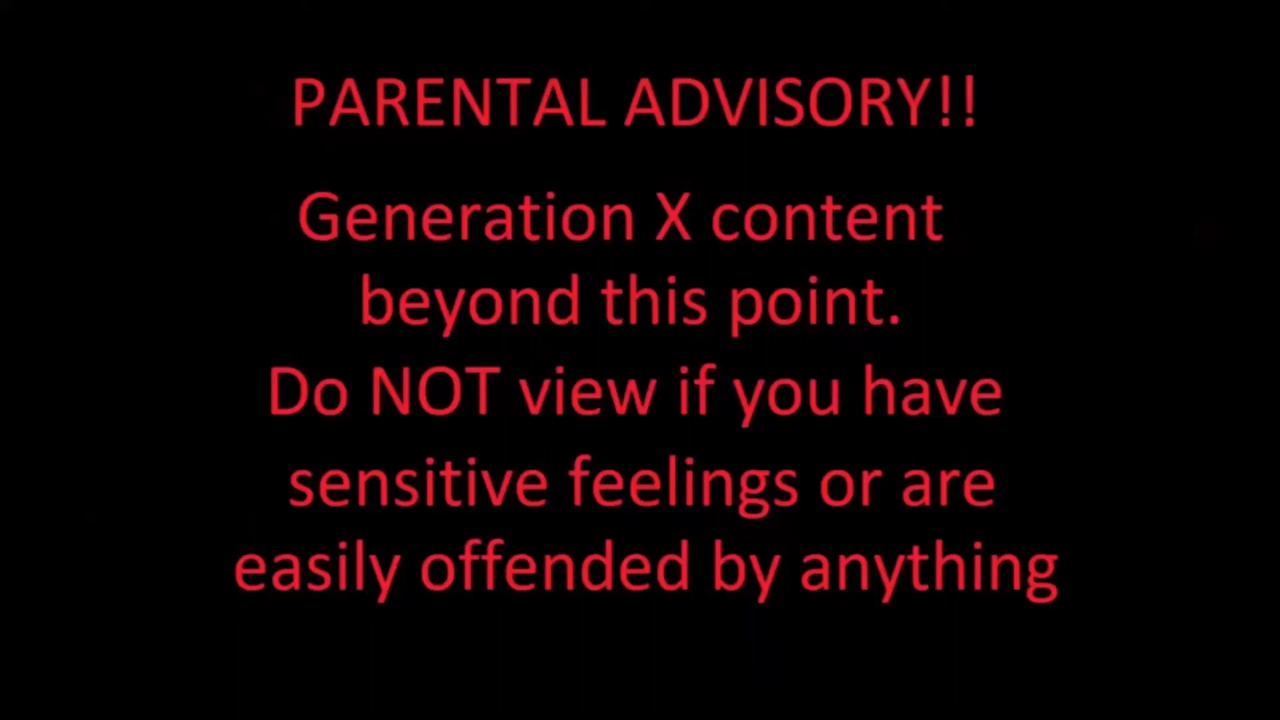 PARENTAL ADVISORY!!
Generation X content
beyond this point.
Do NOT view if you have
sensitive feelings or are
easily offended by anything